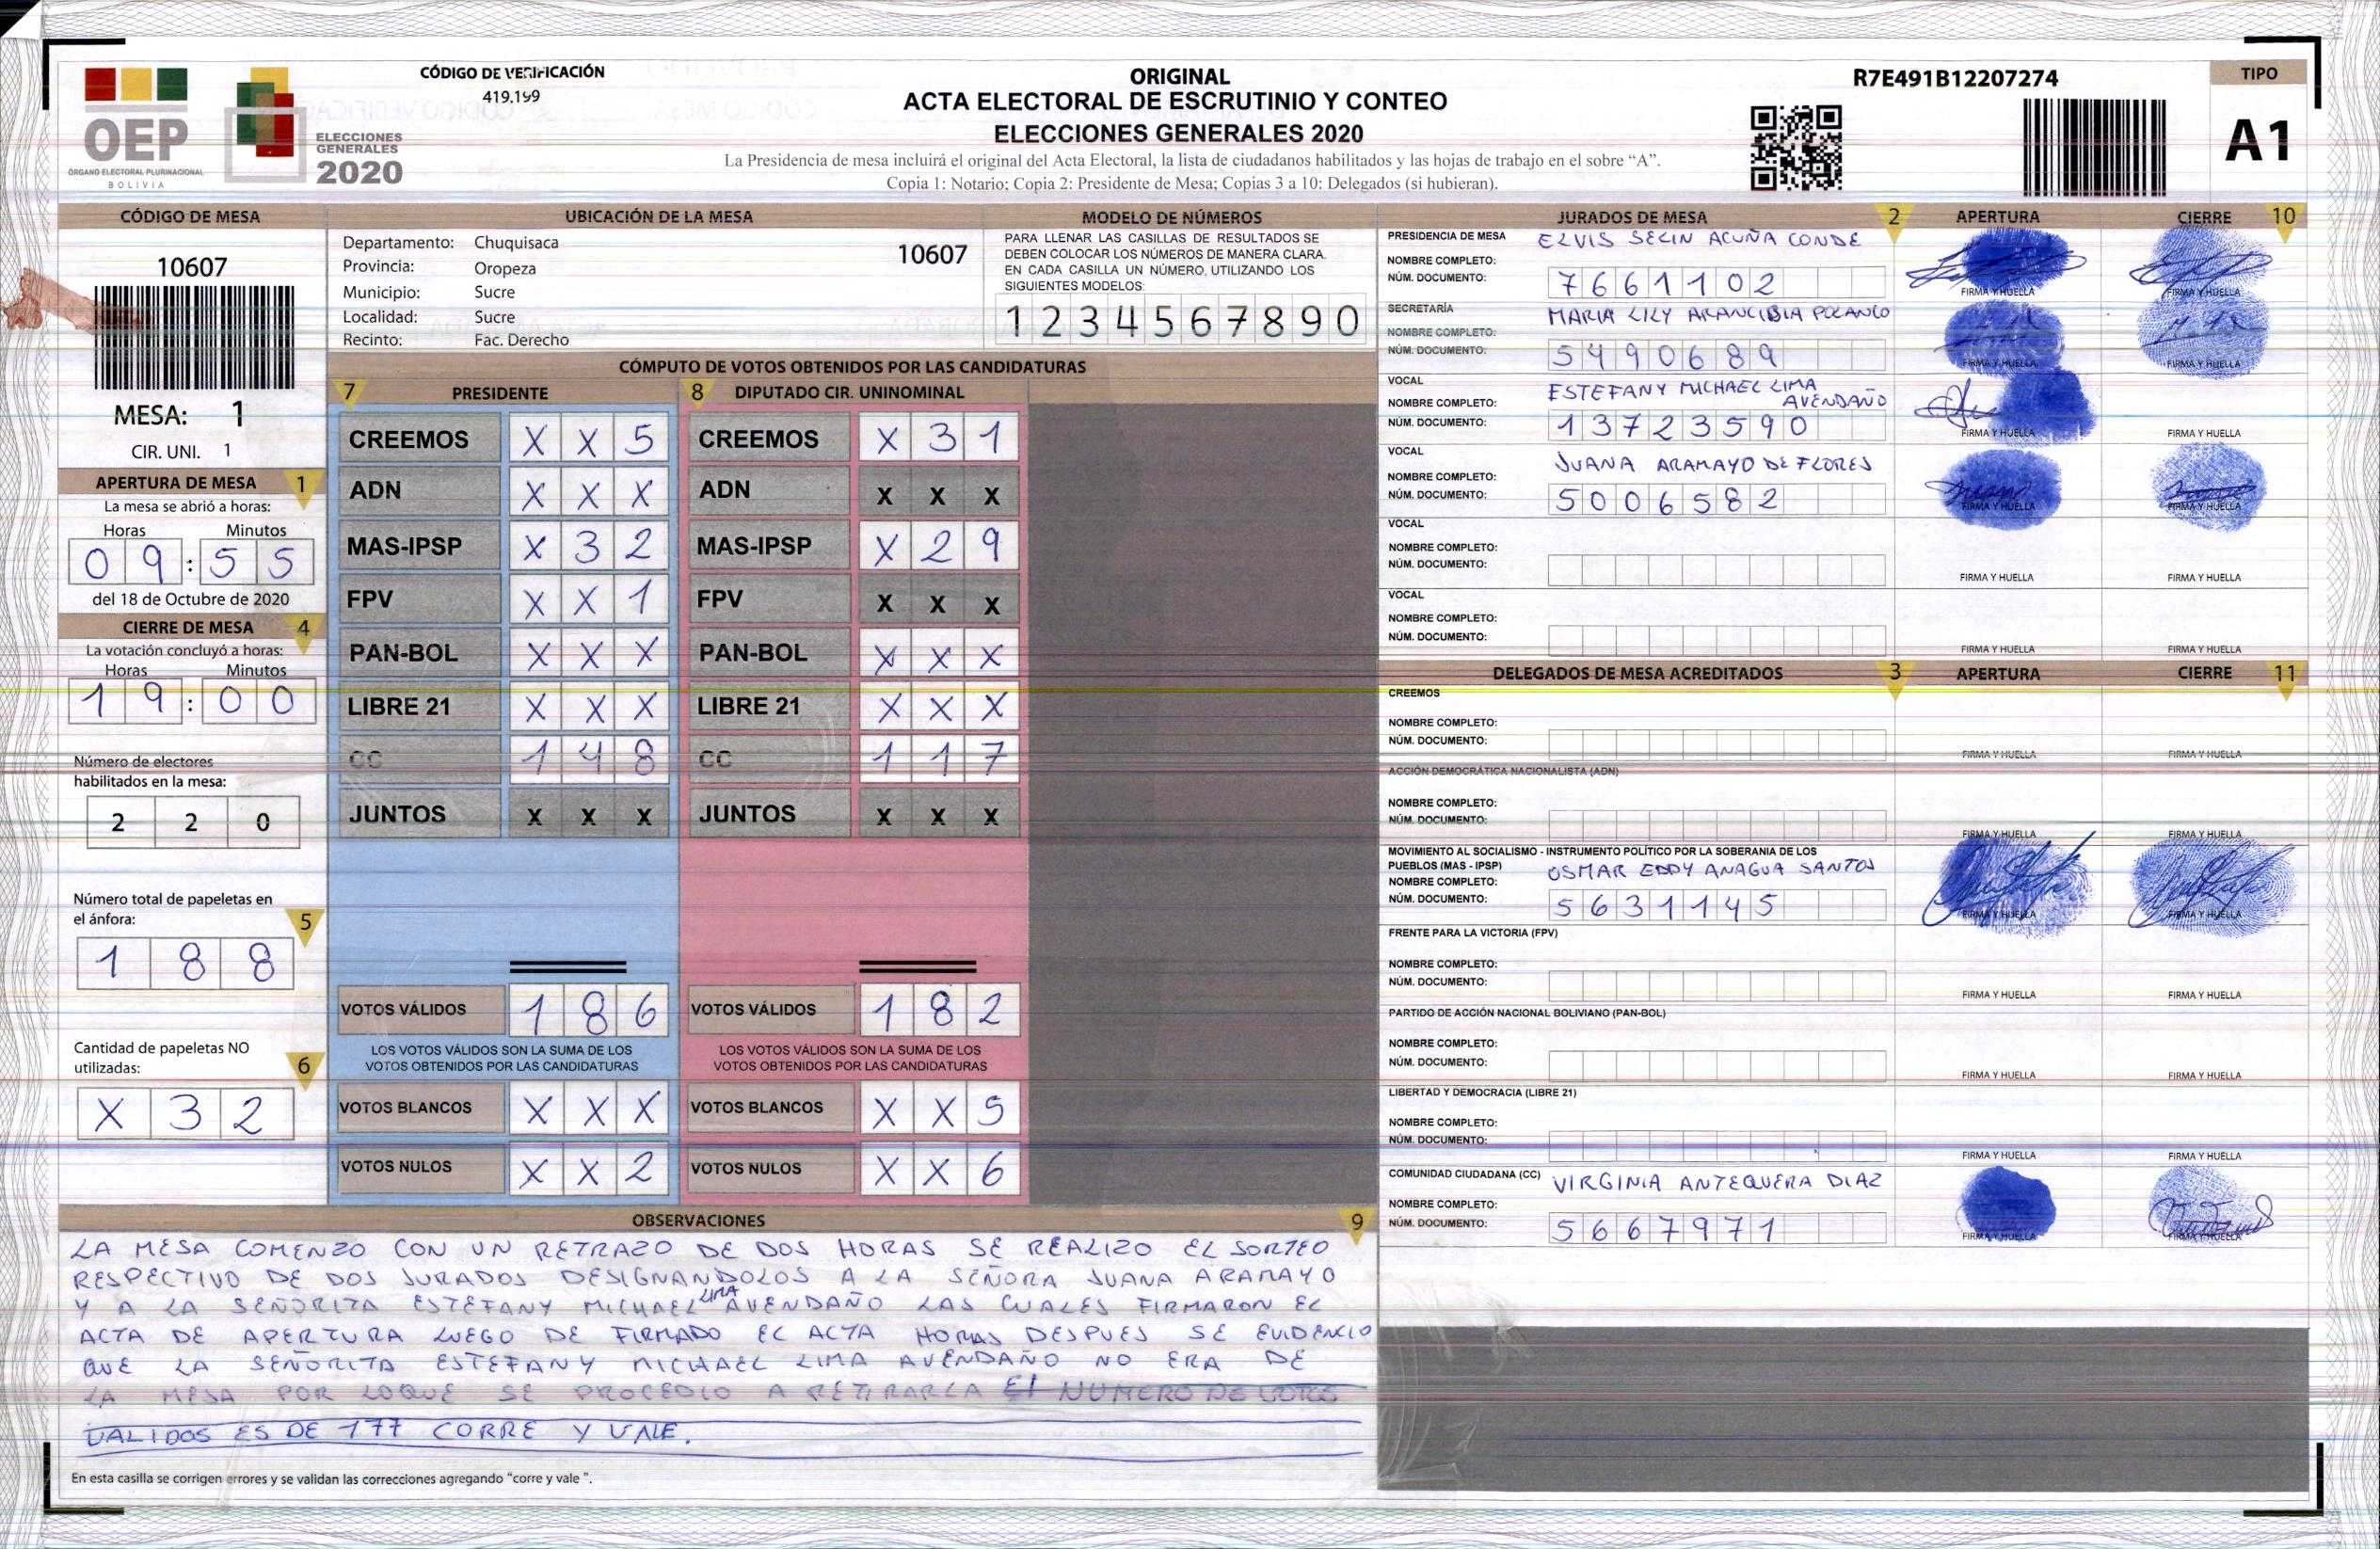 CÓDIGO DE VERIFICACIÓN
419.199
OEP
ÓRGANO ELECTORAL PLURINACIONAL
BOLIVIA
ELECCIONES
GENERALES
2020
ORIGINAL
ACTA ELECTORAL DE ESCRUTINIO Y CONTEO
ELECCIONES GENERALES 2020
La Presidencia de mesa incluirá el original del Acta Electoral, la lista de ciudadanos habilitados y las hojas de trabajo en el sobre “A”.
Copia 1: Notario; Copia 2: Presidente de Mesa; Copias 3 a 10: Delegados (si hubieran).
R7E491B12207274
TIPO
A1
CÓDIGO DE MESA
10607
MESA: 1
CIR. UNI. 1
APERTURA DE MESA 1
La mesa se abrió a horas:
Horas Minutos
09:55
del 18 de Octubre de 2020
CIERRE DE MESA 4
La votación concluyó a horas:
Horas Minutos
19:00
Número de electores
habilitados en la mesa:
2 2 0
Número total de papeletas en
el ánfora: 5
1 8 8
Cantidad de papeletas NO
utilizadas: 6
X 3 2
UBICACIÓN DE LA MESA
Departamento: Chuquisaca 10607
Provincia: Oropeza
Municipio: Sucre
Localidad: Sucre
Recinto: Fac. Derecho
MODELO DE NÚMEROS
PARA LLENAR LAS CASILLAS DE RESULTADOS SE
DEBEN COLOCAR LOS NÚMEROS DE MANERA CLARA.
EN CADA CASILLA UN NÚMERO, UTILIZANDO LOS
SIGUIENTES MODELOS:
1 2 3 4 5 6 7 8 9 0
CÓMPUTO DE VOTOS OBTENIDOS POR LAS CANDIDATURAS
7 PRESIDENTE 8 DIPUTADO CIR. UNINOMINAL
CREEMOS X X 5 CREEMOS X 3 1
ADN X X X ADN X X X
MAS-IPSP X 3 2 MAS-IPSP X 2 9
FPV X X 1 FPV X X X
PAN-BOL X X X PAN-BOL X X X
LIBRE 21 X X X LIBRE 21 X X X
CC 1 4 8 CC 1 1 7
JUNTOS X X X JUNTOS X X X
VOTOS VÁLIDOS 1 8 6 VOTOS VÁLIDOS 1 8 2
LOS VOTOS VÁLIDOS SON LA SUMA DE LOS LOS VOTOS VÁLIDOS SON LA SUMA DE LOS
VOTOS OBTENIDOS POR LAS CANDIDATURAS VOTOS OBTENIDOS POR LAS CANDIDATURAS
VOTOS BLANCOS X X X VOTOS BLANCOS X X 5
VOTOS NULOS X X 2 VOTOS NULOS X X 6
OBSERVACIONES 9
LA MESA COMENZO CON UN RETRAZO DE DOS HORAS SE REALIZO EL SORTEO
RESPECTIVO DE DOS JURADOS DESIGNANDOLOS A LA SEÑORA JUANA ARAMAYO
Y A LA SEÑORITA ESTEFANY MICHAEL LIMA AVENDAÑO LAS CUALES FIRMARON EL
ACTA DE APERTURA LUEGO DE FIRMADO EL ACTA HORAS DESPUES SE EVIDENCIO
QUE LA SEÑORITA ESTEFANY MICHAEL LIMA AVENDAÑO NO ERA DE
LA MESA POR LOQUE SE PROCEDIO A RETIRARLA El NUMERO DE VOTOS
VALIDOS ES DE 177 CORRE Y VALE.
En esta casilla se corrigen errores y se validan las correcciones agregando “corre y vale ”.
JURADOS DE MESA 2 APERTURA CIERRE 10
PRESIDENCIA DE MESA ELVIS SELIN ACUÑA CONDE
NOMBRE COMPLETO:
NÚM. DOCUMENTO: 7661102
FIRMA Y HUELLA FIRMA Y HUELLA
SECRETARÍA MARIA LILY ARANCIBIA POLANCO
NOMBRE COMPLETO:
NÚM. DOCUMENTO: 5490689
FIRMA Y HUELLA FIRMA Y HUELLA
VOCAL ESTEFANY MICHAEL LIMA
NOMBRE COMPLETO: AVENDAÑO
NÚM. DOCUMENTO: 13723590
FIRMA Y HUELLA FIRMA Y HUELLA
VOCAL JUANA ARAMAYO DE FLORES
NOMBRE COMPLETO:
NÚM. DOCUMENTO: 5006582
FIRMA Y HUELLA FIRMA Y HUELLA
VOCAL
NOMBRE COMPLETO:
NÚM. DOCUMENTO:
FIRMA Y HUELLA FIRMA Y HUELLA
VOCAL
NOMBRE COMPLETO:
NÚM. DOCUMENTO:
FIRMA Y HUELLA FIRMA Y HUELLA
DELEGADOS DE MESA ACREDITADOS 3 APERTURA CIERRE 11
CREEMOS
NOMBRE COMPLETO:
NÚM. DOCUMENTO:
FIRMA Y HUELLA FIRMA Y HUELLA
ACCIÓN DEMOCRÁTICA NACIONALISTA (ADN)
NOMBRE COMPLETO:
NÚM. DOCUMENTO:
FIRMA Y HUELLA FIRMA Y HUELLA
MOVIMIENTO AL SOCIALISMO - INSTRUMENTO POLÍTICO POR LA SOBERANIA DE LOS
PUEBLOS (MAS - IPSP) OSMAR EDDY ANAGUA SANTOS
NOMBRE COMPLETO:
NÚM. DOCUMENTO: 5631145
FIRMA Y HUELLA FIRMA Y HUELLA
FRENTE PARA LA VICTORIA (FPV)
NOMBRE COMPLETO:
NÚM. DOCUMENTO:
FIRMA Y HUELLA FIRMA Y HUELLA
PARTIDO DE ACCIÓN NACIONAL BOLIVIANO (PAN-BOL)
NOMBRE COMPLETO:
NÚM. DOCUMENTO:
FIRMA Y HUELLA FIRMA Y HUELLA
LIBERTAD Y DEMOCRACIA (LIBRE 21)
NOMBRE COMPLETO:
NÚM. DOCUMENTO:
FIRMA Y HUELLA FIRMA Y HUELLA
COMUNIDAD CIUDADANA (CC) VIRGINIA ANTEQUERA DIAZ
NOMBRE COMPLETO:
NÚM. DOCUMENTO: 5667971
FIRMA Y HUELLA FIRMA Y HUELLA